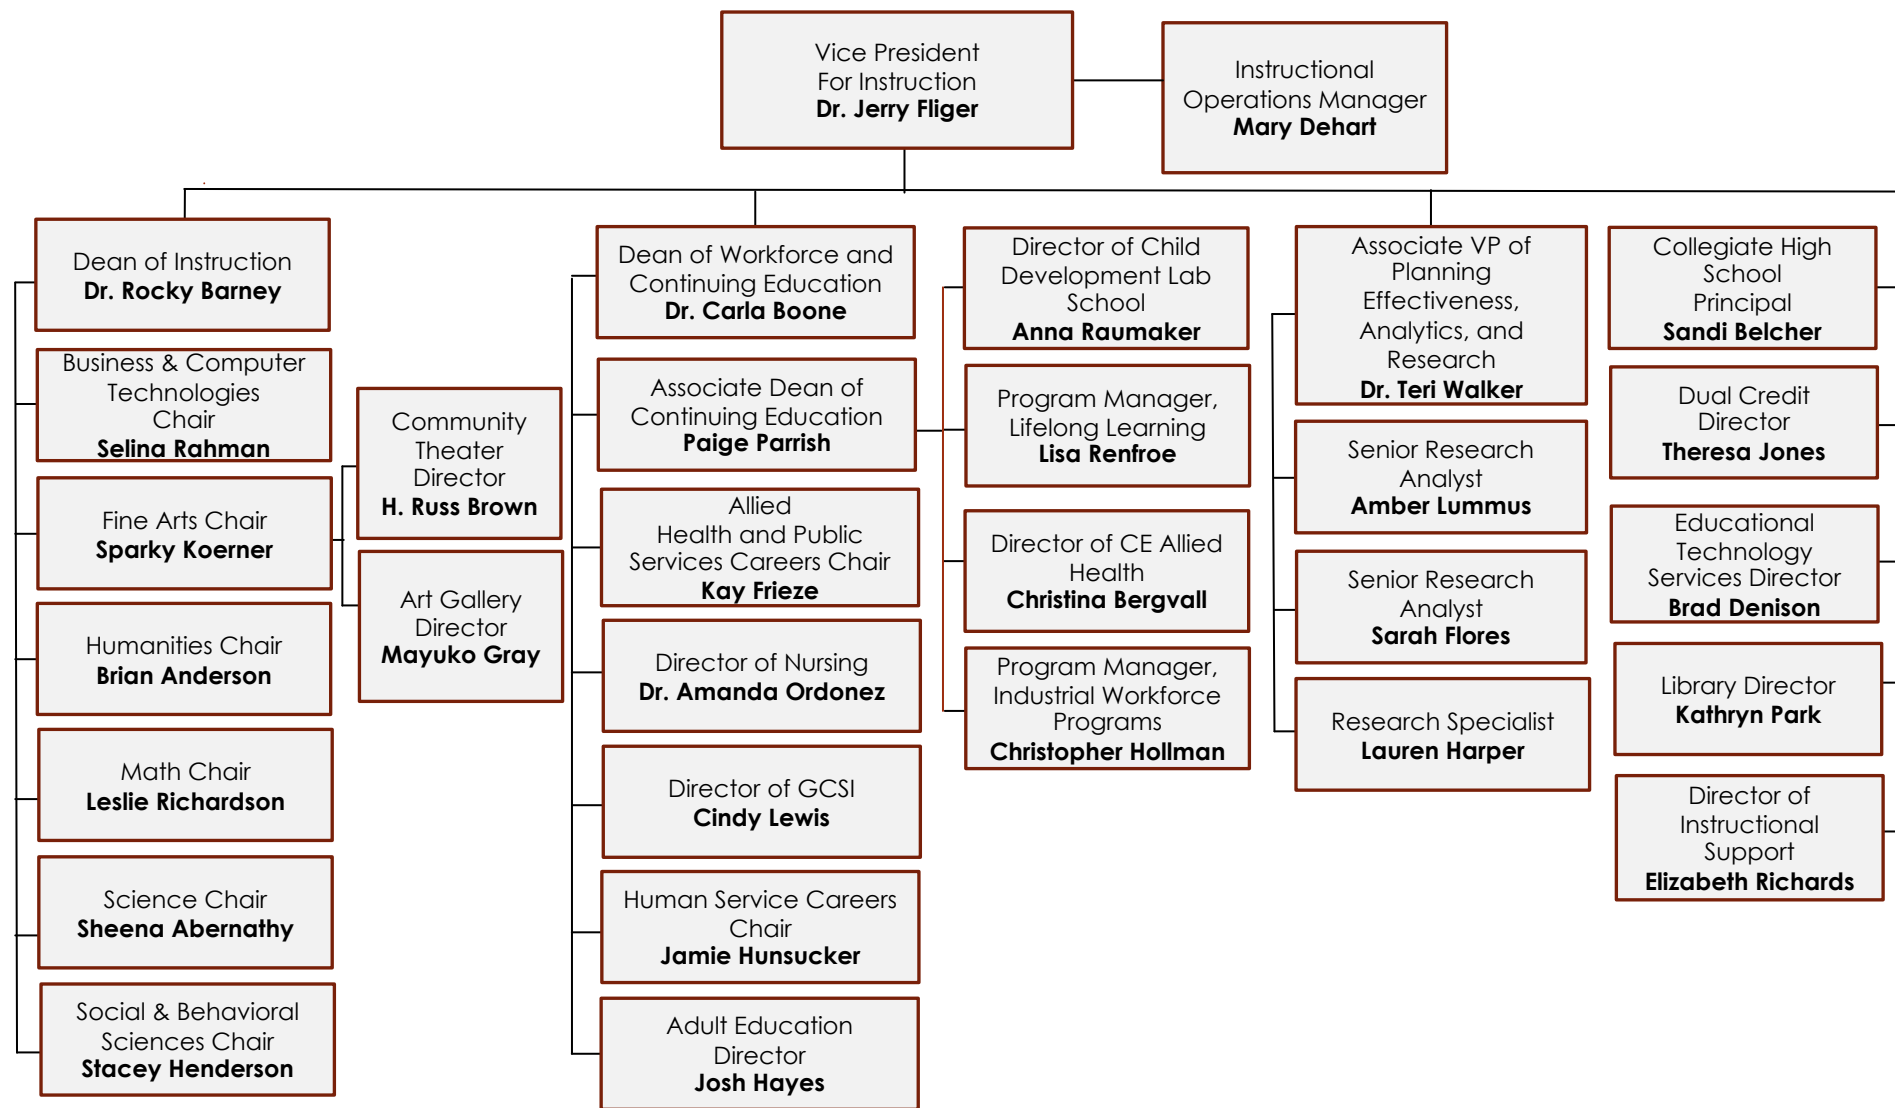 Vice President
For Instruction
Dr. Jerry Fliger
Instructional
Operations Manager
Mary Dehart
Dean of Instruction
Dr. Rocky Barney
Business & Computer
Technologies
Chair
Selina Rahman
Fine Arts Chair
Sparky Koerner
Humanities Chair
Brian Anderson
Math Chair
Leslie Richardson
Science Chair
Sheena Abernathy
Social & Behavioral
Sciences Chair
Stacey Henderson
Community
Theater
Director
H. Russ Brown
Art Gallery
Director
Mayuko Gray
Dean of Workforce and
Continuing Education
Dr. Carla Boone
Associate Dean of
Continuing Education
Paige Parrish
Allied
Health and Public
Services Careers Chair
Kay Frieze
Director of Nursing
Dr. Amanda Ordonez
Director of GCSI
Cindy Lewis
Human Service Careers
Chair
Jamie Hunsucker
Adult Education
Director
Josh Hayes
Director of Child
Development Lab
School
Anna Raumaker
Program Manager,
Lifelong Learning
Lisa Renfroe
Director of CE Allied
Health
Christina Bergvall
Program Manager,
Industrial Workforce
Programs
Christopher Hollman
Associate VP of
Planning
Effectiveness,
Analytics, and
Research
Dr. Teri Walker
Senior Research
Analyst
Amber Lummus
Senior Research
Analyst
Sarah Flores
Research Specialist
Lauren Harper
Collegiate High
School
Principal
Sandi Belcher
Dual Credit
Director
Theresa Jones
Educational
Technology
Services Director
Brad Denison
Library Director
Kathryn Park
Director of
Instructional
Support
Elizabeth Richards